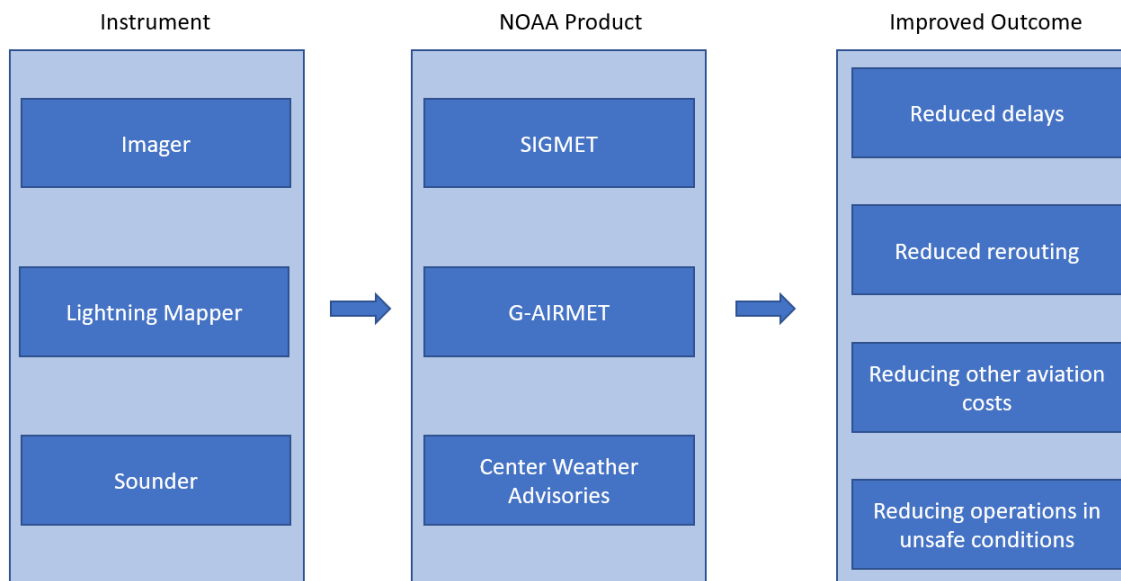 Instrument
NOAA Product
Improved Outcome
Imager
Lightning Mapper
Sounder
SIGMET
G-AIRMET
Center Weather
Advisories
Reduced delays
Reduced rerouting
Reducing other aviation
costs
Reducing operations in
unsafe conditions